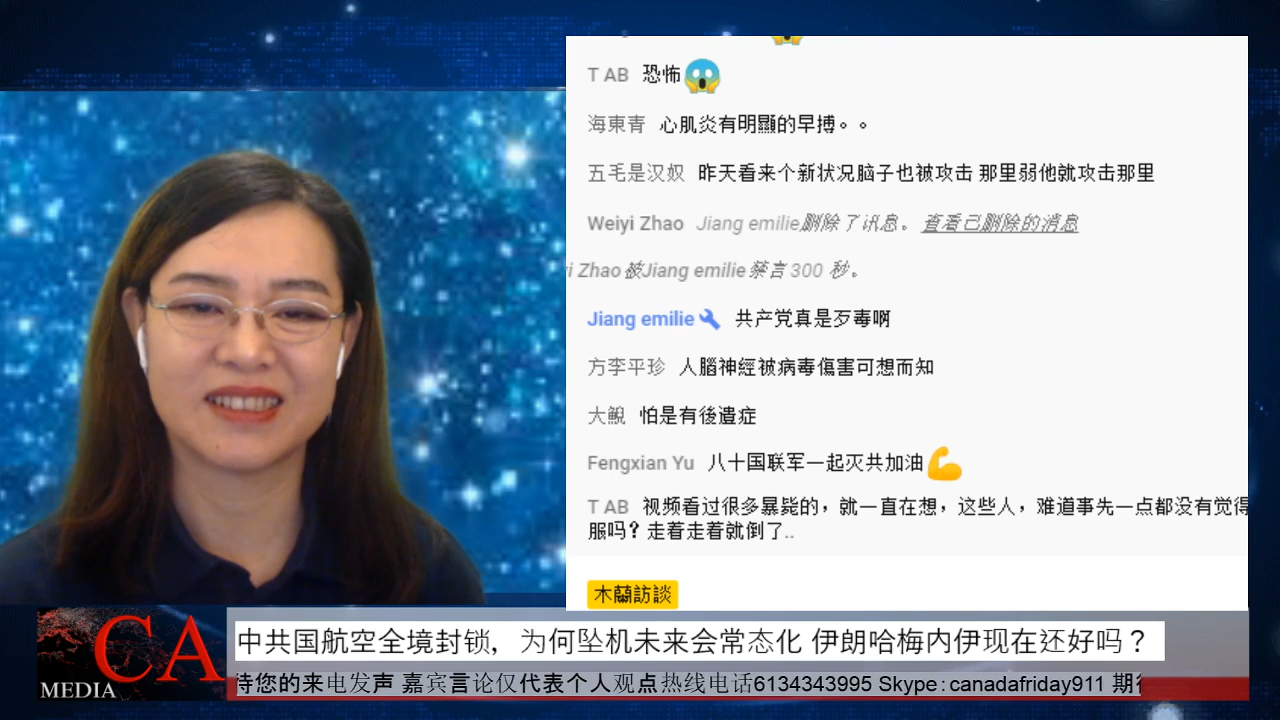 T AB 恐怖
海東青 心肌炎有明顯的早搏。。
五毛是汉奴 昨天看来个新状况脑子也被攻击 那里弱他就攻击那里
Weiyi Zhao Jiang emilie删除了讯息。查看已删除的消息
i Zhao被Jiang emilie禁言300 秒。
Jiang emilie 共产党真是歹毒啊
方李平珍 人腦神經被病毒傷害可想而知
大鯢 怕是有後遺症
Fengxian Yu 八十国联军一起灭共加油
T AB 视频看过很多暴毙的，就一直在想，这些人，难道事先一点都没有觉得
服吗？走着走着就倒了..
木蘭訪談
CA
MEDIA
中共国航空全境封锁，为何坠机未来会常态化 伊朗哈梅内伊现在还好吗？
待您的来电发声 嘉宾言论仅代表个人观点热线电话6134343995 Skype:canadafriday911 期待